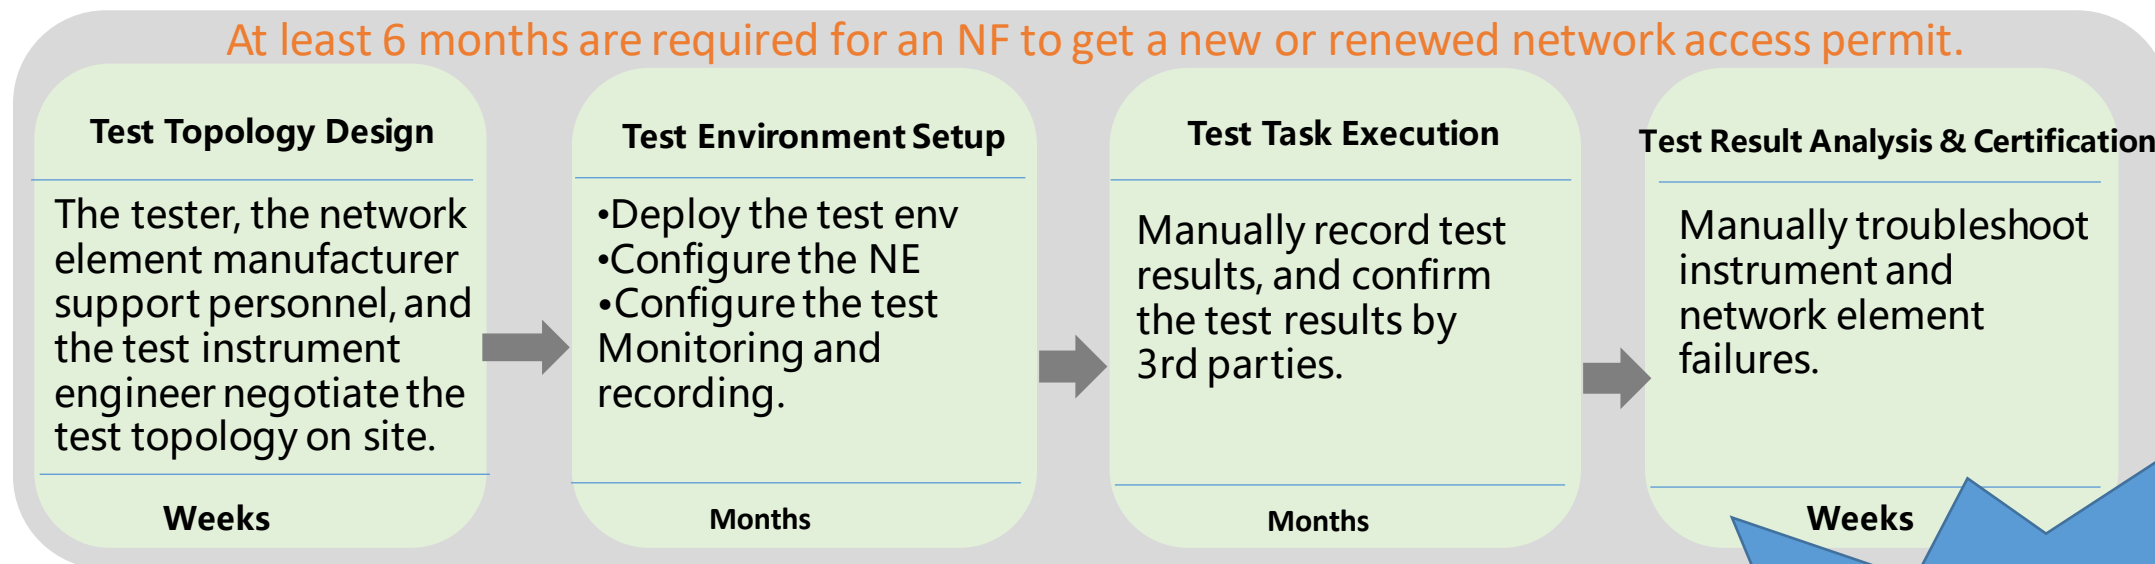 At least 6 months are required for an NF to get a new or renewed network access permit.
Test Topology Design
The tester, the network
element manufacturer
support personnel, and
the test instrument
engineer negotiate the
test topology on site.
Weeks
Test Environment Setup
•Deploy the test env
•Configure the NE
•Configure the test
Monitoring and
recording.
Months
Test Task Execution
Manually record test
results, and confirm
the test results by
3rd parties.
Months
Test Result Analysis & Certification
Manually troubleshoot
instrument and
network element
failures.
Weeks